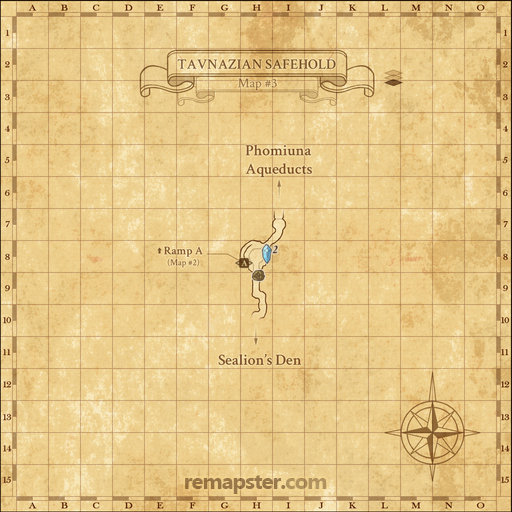 A B C D E F G H I J K L M N O
1
2
3
4
5
6
7
8
9
10
11
12
13
14
15
TAVNAZIAN SAFEHOLD
Map #3
Phomiuna
Aqueducts
2
Ramp A
(Map #2)
A
Sealion's Den
remapster.com
A B C D E F G H I J K L M N O
1
2
3
4
5
6
7
8
9
10
11
12
13
14
15